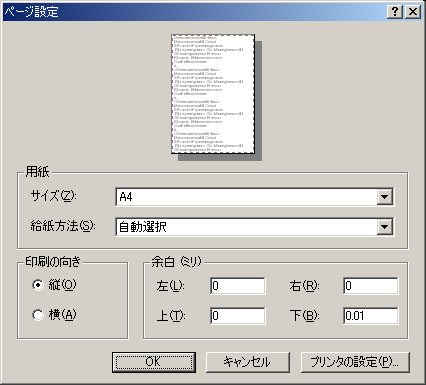 ページ設定
用紙
サイズ(Z):
A4
給紙方法(S):
自動選択
印刷の向き
縦(O)
横(A)
余白 (ミリ)
左(L):
0
右(R):
0
上(T):
0
下(B):
0.01
OK
キャンセル
プリンタの設定(P)...